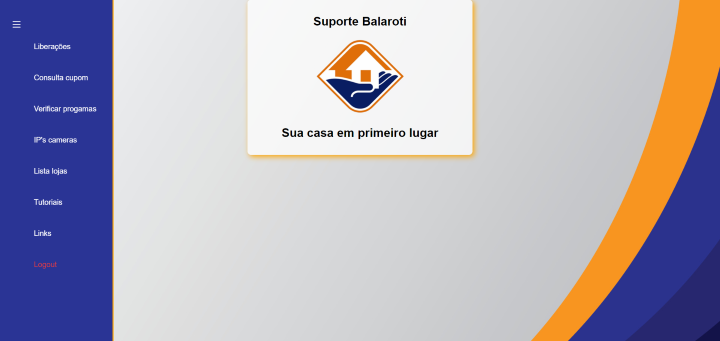 Liberações
Consulta cupom
Verificar progamas
IP's cameras
Lista lojas
Tutoriais
Links
Logout
Suporte Balaroti
Sua casa em primeiro lugar